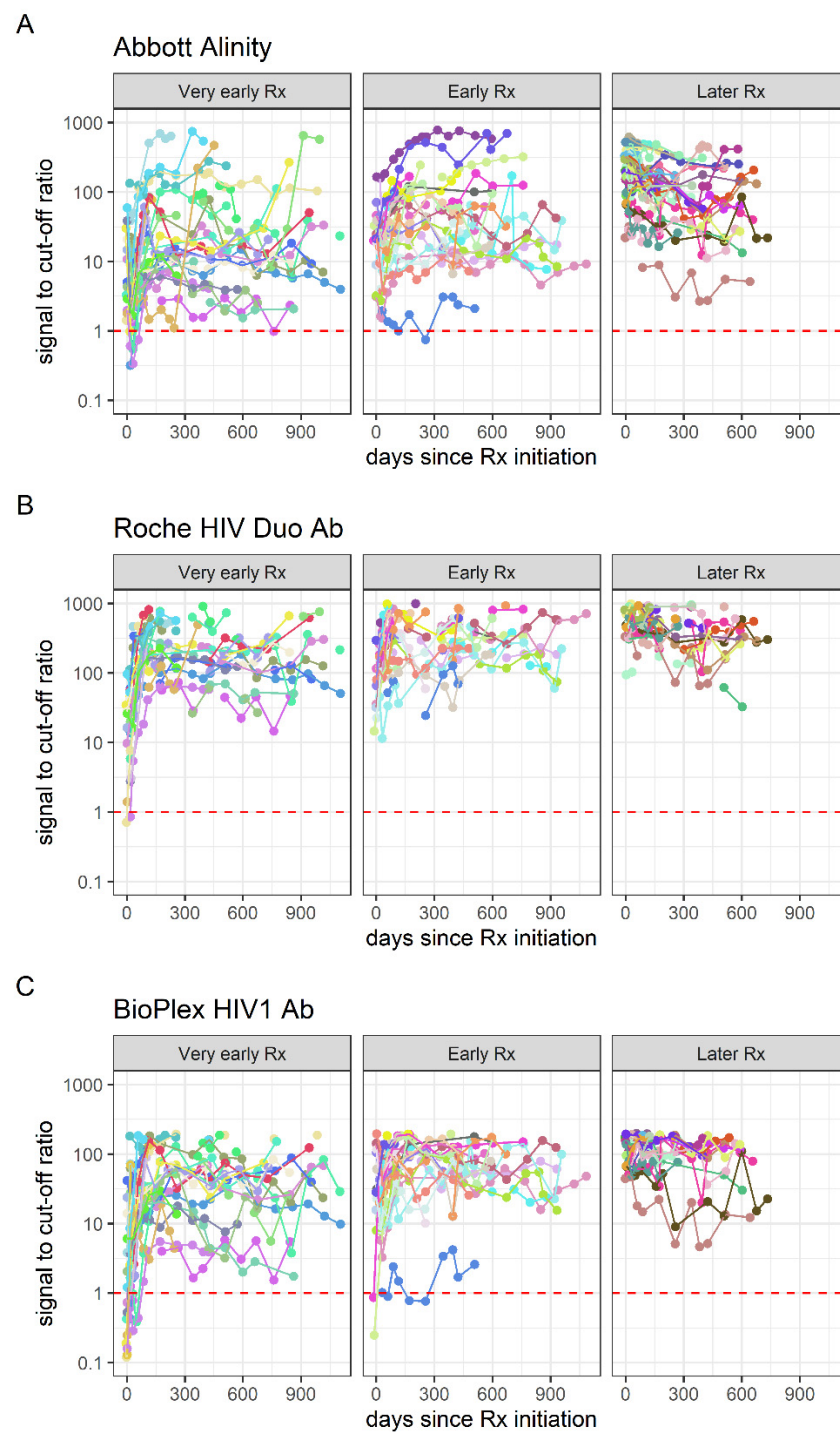 A
Abbott Alinity
Very early Rx Early Rx Later Rx
1000
100
10
1
0.1
signal to cut-off ratio
0 300 600 900 0 300 600 900 0 300 600 900
days since Rx initiation
B
Roche HIV Duo Ab
Very early Rx Early Rx Later Rx
1000
100
10
1
0.1
signal to cut-off ratio
0 300 600 900 0 300 600 900 0 300 600 900
days since Rx initiation
C
BioPlex HIV1 Ab
Very early Rx Early Rx Later Rx
1000
100
10
1
0.1
signal to cut-off ratio
0 300 600 900 0 300 600 900 0 300 600 900
days since Rx initiation